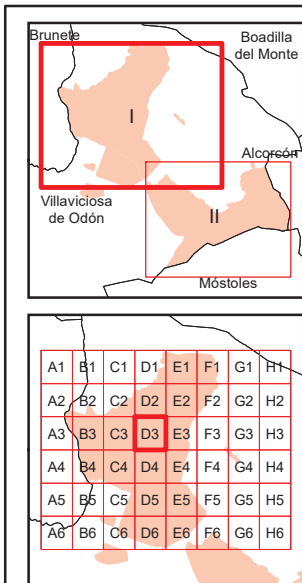 Brunete
Boadilla
del Monte
I
Alcorcón
Villaviciosa
de Odón
II
Móstoles
A1 B1 C1 D1 E1 F1 G1 H1
A2 B2 C2 D2 E2 F2 G2 H2
A3 B3 C3 D3 E3 F3 G3 H3
A4 B4 C4 D4 E4 F4 G4 H4
A5 B5 C5 D5 E5 F5 G5 H5
A6 B6 C6 D6 E6 F6 G6 H6